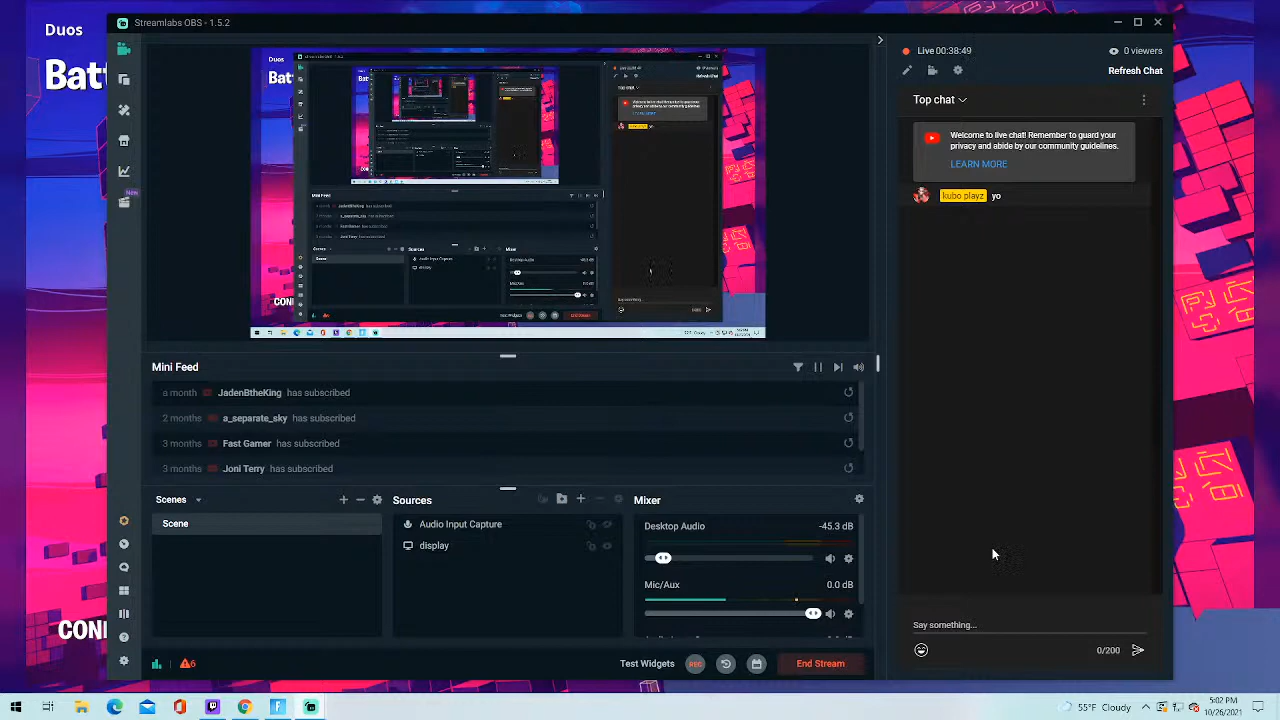 Duos
Batt
CONI
Streamlabs OBS - 1.5.2
New
Live 00:38:49
0 viewers
Refresh Chat
Top chat
Welcome to live chat! Remember to guard your
and abide by our
LEARN MORE
kubo playz yo
Mini Feed
a month JadenBtheKing has subscribed
2 months a_separate_sky has subscribed
3 months Fast Gamer has subscribed
3 months Joni Terry has subscribed
Scenes
Scene
Sources
Audio Input Capture
display
Mixer
Desktop Audio -45.3 dB
Mic/Aux 0.0 dB
Say something...
0/200
6
Test Widgets
REC
End Stream
55°F Cloudy
5:02 PM
10/26/2021